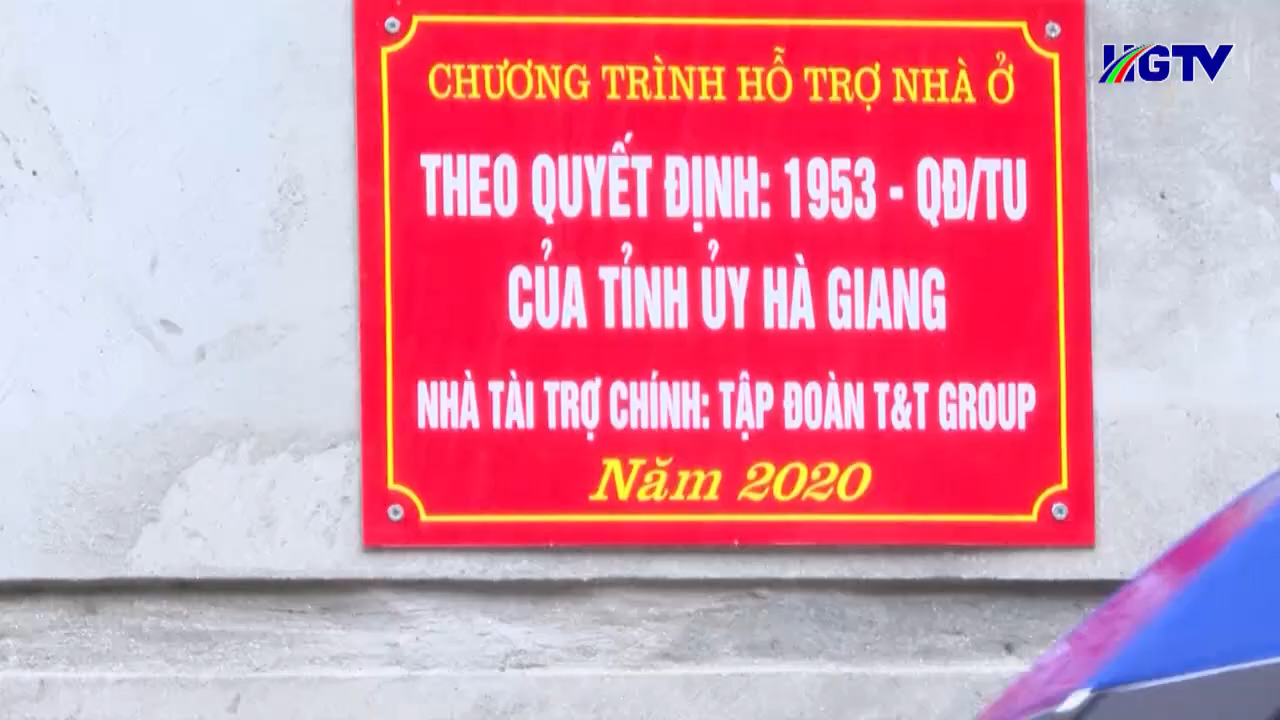 HGTV
CHƯƠNG TRÌNH HỖ TRỢ NHÀ Ở
THEO QUYẾT ĐỊNH: 1953 - QĐ/TU
CỦA TỈNH ỦY HÀ GIANG
NHÀ TÀI TRỢ CHÍNH: TẬP ĐOÀN T&T GROUP
Năm 2020